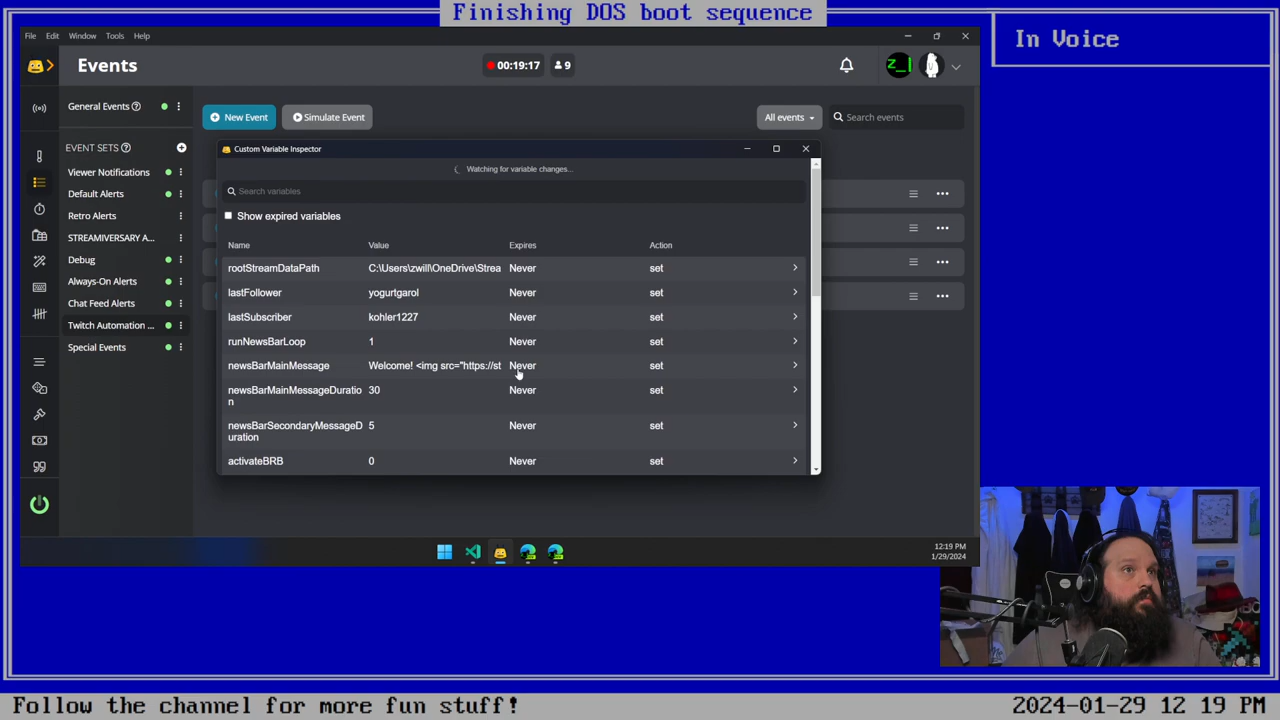 Finishing DOS boot sequence
In Voice
File Edit Window Tools Help
Events
00:19:17
9
z_l
General Events
New Event
Simulate Event
All events
Search events
EVENT SETS
Viewer Notifications
Default Alerts
Retro Alerts
STREAMIVERSARY A...
Debug
Always-On Alerts
Chat Feed Alerts
Twitch Automation ...
Special Events
Custom Variable Inspector
Watching for variable changes...
Search variables
Show expired variables
Name Value Expires Action
rootStreamDataPath C:\Users\zwill\OneDrive\Strea Never set
lastFollower yogurtgarol Never set
lastSubscriber kohler1227 Never set
runNewsBarLoop 1 Never set
newsBarMainMessage Welcome! <img src="https://st Never set
newsBarMainMessageDuratio 30 Never set
n
newsBarSecondaryMessageD 5 Never set
uration
activateBRB 0 Never set
12:19 PM
1/29/2024
Follow the channel for more fun stuff!
2024-01-29 12 19 PM